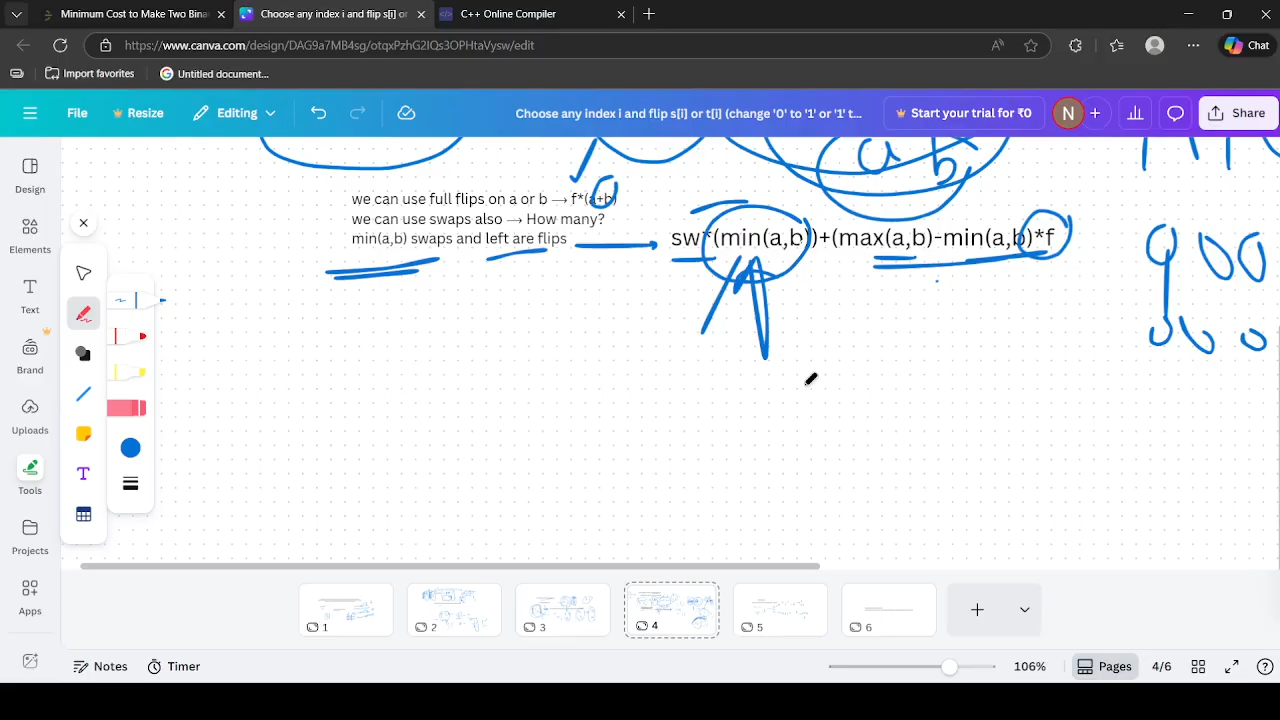 Minimum Cost to Make Two Bina
Choose any index i and flip s[i] or
C++ Online Compiler
https://www.canva.com/design/DAG9a7MB4sg/otqxPzhG2IQs3OPHtaVysw/edit
Chat
Import favorites
Untitled document...
File
Resize
Editing
Choose any index i and flip s[i] or t[i] (change '0' to '1' or '1' t...
N
Start your trial for ₹0
Share
Design
Elements
Text
Brand
Uploads
Tools
Projects
Apps
a b
0
we can use full flips on a or b → f*(a+b)
we can use swaps also → How many?
min(a,b) swaps and left are flips
sw*(min(a,b))+(max(a,b)-min(a,b)*f
T
1
2
3
4
5
6
Notes
Timer
106%
Pages
4/6